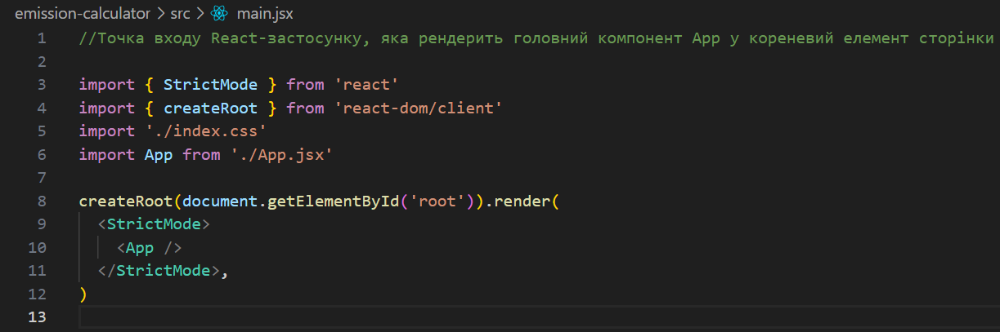 emission-calculator > src > main.jsx
1 //Точка входу React-застосунку, яка рендерить головний компонент App у кореневий елемент сторінки
2
3 import { StrictMode } from 'react'
4 import { createRoot } from 'react-dom/client'
5 import './index.css'
6 import App from './App.jsx'
7
8 createRoot(document.getElementById('root')).render(
9   <StrictMode>
10     <App />
11   </StrictMode>,
12 )
13